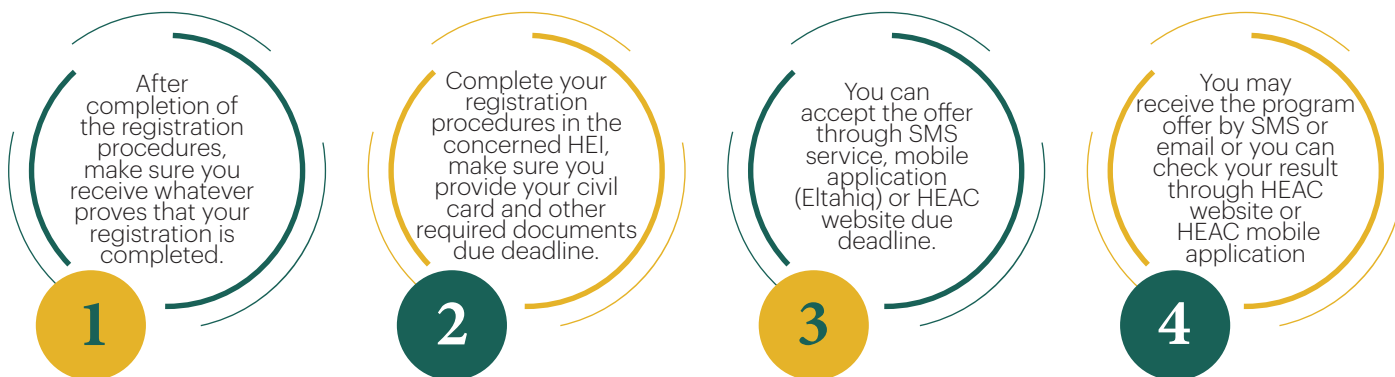 After
completion of
the registration
procedures,
make sure you
receive whatever
proves that your
registration is
completed.
1
Complete your
registration
procedures in the
concerned HEI,
make sure you
provide your civil
card and other
required documents
due deadline.
2
You can
accept the offer
through SMS
service, mobile
application
(Eltahiq) or HEAC
website due
deadline.
3
You may
receive the program
offer by SMS or
email or you can
check your result
through HEAC
website or
HEAC mobile
application
4